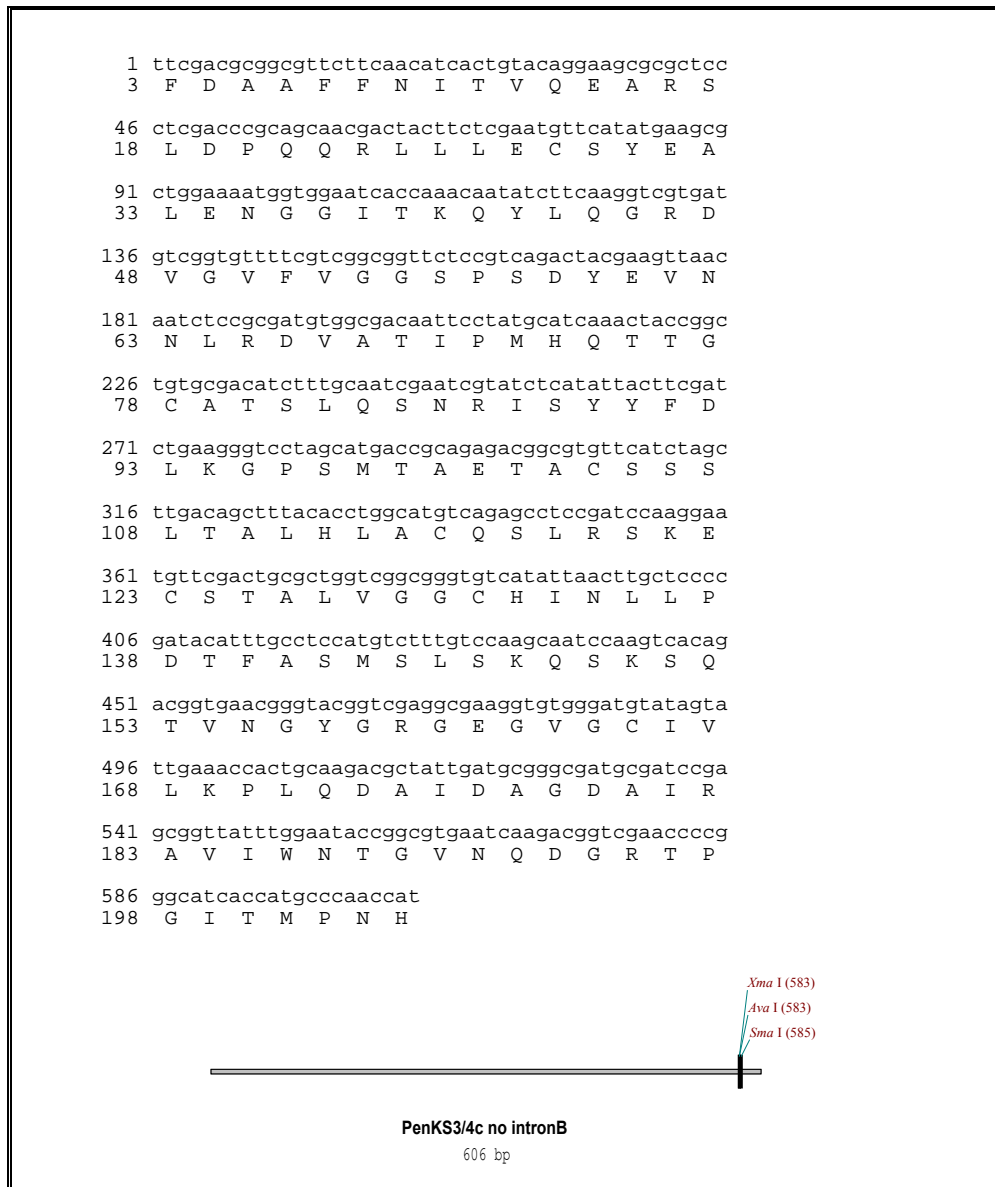 1 ttcgacgcggcgttcttcaacatcactgtacaggaagcgcgctcc
3 F D A A F F N I T V Q E A R S
46 ctcgacccgcagcaacgactacttctcgaatgttcatatgaagcg
18 L D P Q Q R L L L E C S Y E A
91 ctggaaaatggtggaatcaccaaacaatatcttcaaggtcgtgat
33 L E N G G I T K Q Y L Q G R D
136 gtcggtgttttcgtcggcggttctccgtcagactacgaagttaac
48 V G V F V G G S P S D Y E V N
181 aatctccgcgatgtggcgacaattcctatgcatcaaactaccggc
63 N L R D V A T I P M H Q T T G
226 tgtgcgacatctttgcaatcgaatcgtatctcatattacttcgat
78 C A T S L Q S N R I S Y Y F D
271 ctgaagggtcctagcatgaccgcagagacggcgtgttcatctagc
93 L K G P S M T A E T A C S S S
316 ttgacagctttacacctggcatgtcagagcctccgatccaaggaa
108 L T A L H L A C Q S L R S K E
361 tgttcgactgcgctggtcggcgggtgtcatattaacttgctcccc
123 C S T A L V G G C H I N L L P
406 gatacatttgcctccatgtctttgtccaagcaatccaagtcacag
138 D T F A S M S L S K Q S K S Q
451 acggtgaacgggtacggtcgaggcgaaggtgtgggatgtatagta
153 T V N G Y G R G E G V G C I V
496 ttgaaaccactgcaagacgctattgatgcgggcgatgcgatccga
168 L K P L Q D A I D A G D A I R
541 gcggttatttggaataccggcgtgaatcaagacggtcgaaccccg
183 A V I W N T G V N Q D G R T P
586 ggcatcaccatgcccaaccat
198 G I T M P N H
Xma I (583)
Ava I (583)
Sma I (585)
PenKS3/4c no intronB
606 bp